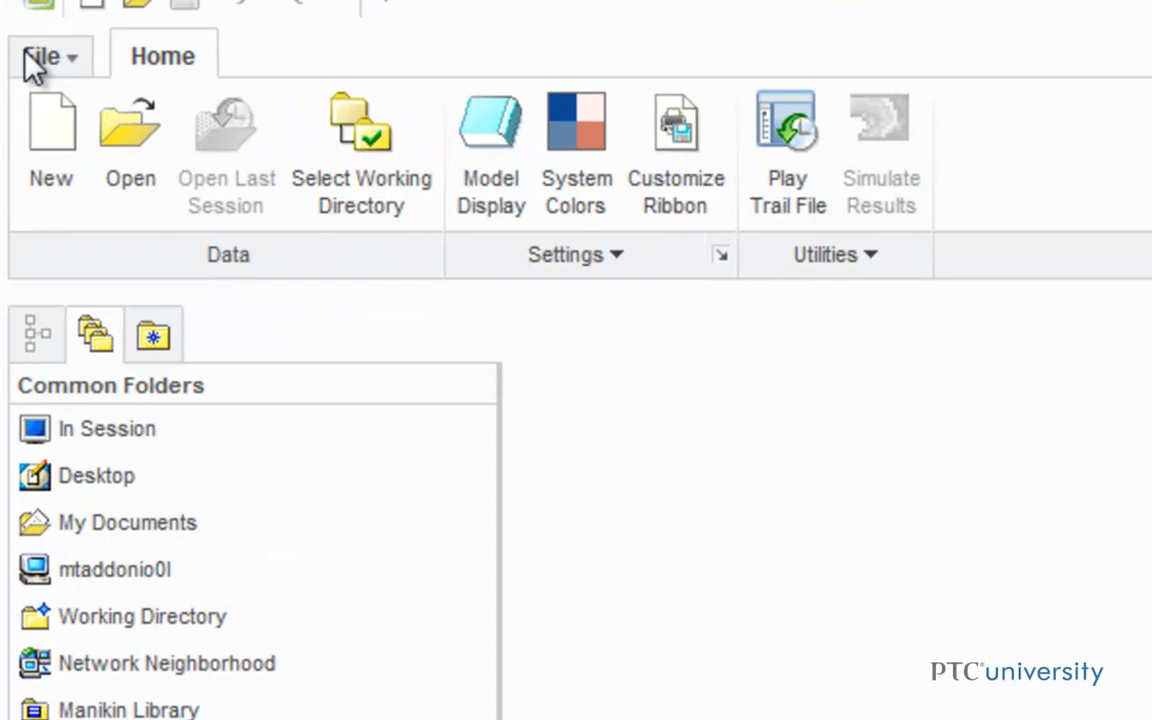 File
Home
New
Open
Open Last
Session
Select Working
Directory
Model
Display
System
Colors
Customize
Ribbon
Play
Trail File
Simulate
Results
Data
Settings
Utilities
Common Folders
In Session
Desktop
My Documents
mtaddonio0l
Working Directory
Network Neighborhood
Manikin Library
PTC university